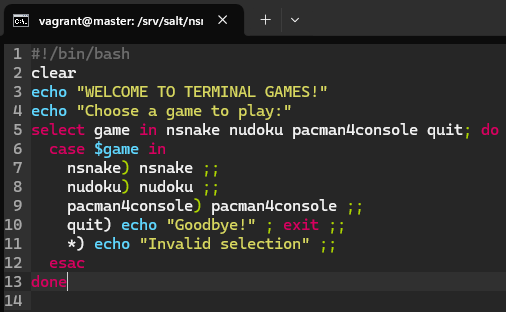 vagrant@master: /srv/salt/nsn
1 #!/bin/bash
2 clear
3 echo "WELCOME TO TERMINAL GAMES!"
4 echo "Choose a game to play:"
5 select game in nsnake nudoku pacman4console quit; do
6   case $game in
7     nsnake) nsnake ;;
8     nudoku) nudoku ;;
9     pacman4console) pacman4console ;;
10     quit) echo "Goodbye!" ; exit ;;
11     *) echo "Invalid selection" ;;
12   esac
13 done
14